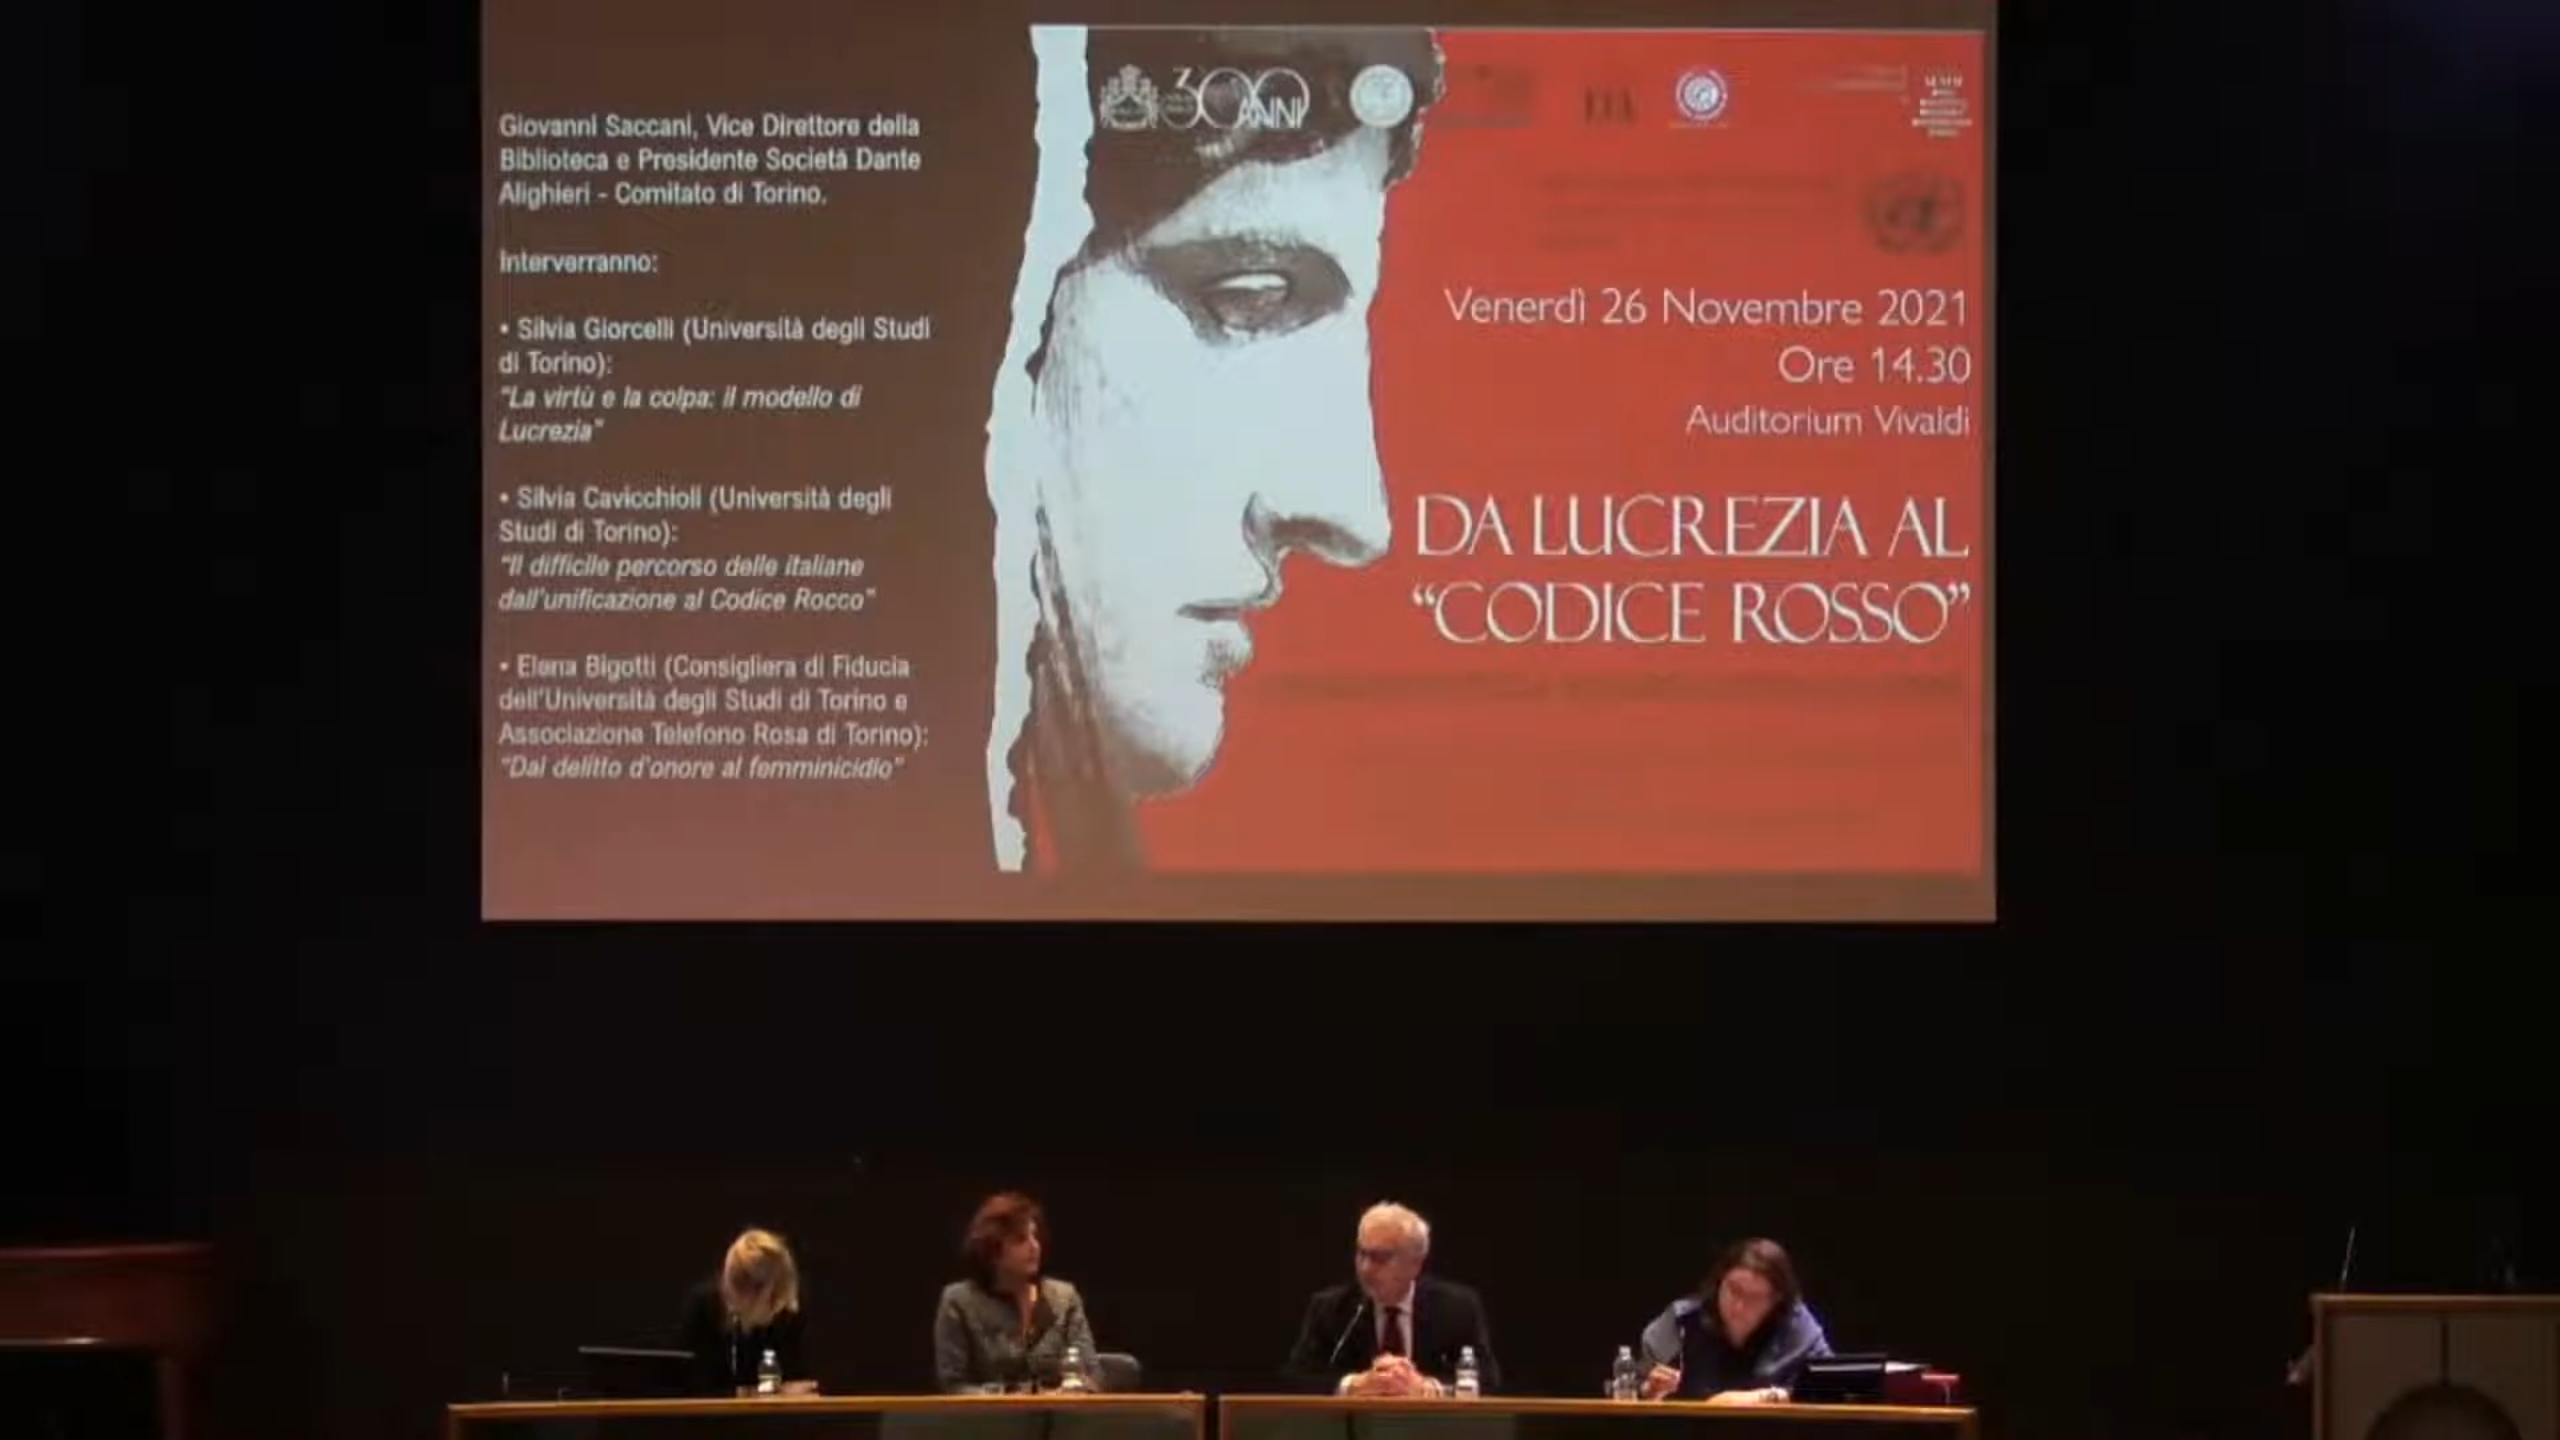 Giovanni Saccani, Vice Direttore della
Biblioteca e Presidente Società Dante
Alighieri - Comitato di Torino.
Interverranno:
• Silvia Giorcelli (Università degli Studi
di Torino):
"La virtù e la colpa: il modello di
Lucrezia"
• Silvia Cavicchioli (Università degli
Studi di Torino):
"Il difficile percorso delle italiane
dall'unificazione al Codice Rocco"
• Elena Bigotti (Consigliera di Fiducia
dell'Università degli Studi di Torino e
Associazione Telefono Rosa di Torino):
"Dal delitto d'onore al femminicidio"
300
ANNI
Venerdì 26 Novembre 2021
Ore 14.30
Auditorium Vivaldi
DA LUCREZIA AL
"CODICE ROSSO"